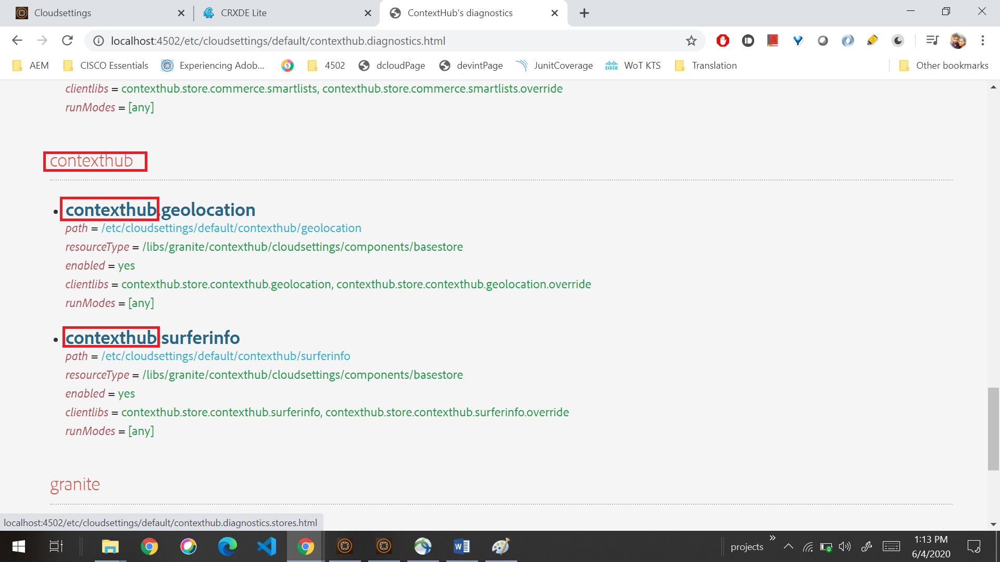 Cloudsettings
CRXDE Lite
ContextHub's diagnostics
localhost:4502/etc/cloudsettings/default/contexthub.diagnostics.html
AEM
CISCO Essentials
Experiencing Adob...
4502
dcloudPage
devintPage
JunitCoverage
WoT KTS
Translation
Other bookmarks
clientlibs = contexthub.store.commerce.smartlists, contexthub.store.commerce.smartlists.override
runModes = [any]
contexthub
• contexthub.geolocation
path = /etc/cloudsettings/default/contexthub/geolocation
resourceType = /libs/granite/contexthub/cloudsettings/components/basestore
enabled = yes
clientlibs = contexthub.store.contexthub.geolocation, contexthub.store.contexthub.geolocation.override
runModes = [any]
• contexthub.surferinfo
path = /etc/cloudsettings/default/contexthub/surferinfo
resourceType = /libs/granite/contexthub/cloudsettings/components/basestore
enabled = yes
clientlibs = contexthub.store.contexthub.surferinfo, contexthub.store.contexthub.surferinfo.override
runModes = [any]
granite
localhost:4502/etc/cloudsettings/default/contexthub.diagnostics.stores.html
projects
1:13 PM
6/4/2020